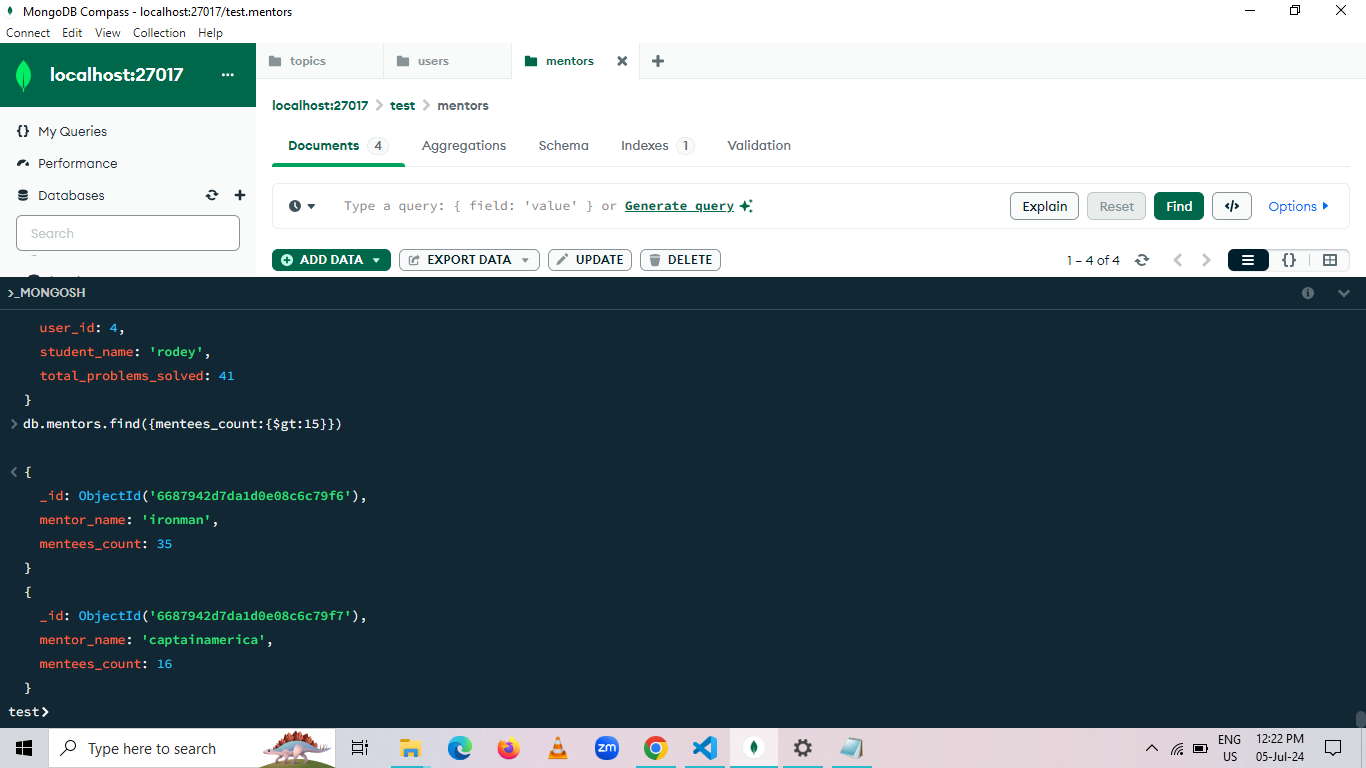 MongoDB Compass - localhost:27017/test.mentors
Connect Edit View Collection Help
localhost:27017 ...
topics users mentors
localhost:27017 > test > mentors
My Queries
Performance
Databases
Search
Documents 4 Aggregations Schema Indexes 1 Validation
Type a query: { field: 'value' } or Generate query
Explain Reset Find </> Options
ADD DATA EXPORT DATA UPDATE DELETE
1 – 4 of 4 {}
>_MONGOSH
user_id: 4,
student_name: 'rodey',
total_problems_solved: 41
}
> db.mentors.find({mentees_count:{$gt:15}})
< {
_id: ObjectId('6687942d7da1d0e08c6c79f6'),
mentor_name: 'ironman',
mentees_count: 35
}
{
_id: ObjectId('6687942d7da1d0e08c6c79f7'),
mentor_name: 'captainamerica',
mentees_count: 16
}
test>
Type here to search
zm
ENG
US
12:22 PM
05-Jul-24